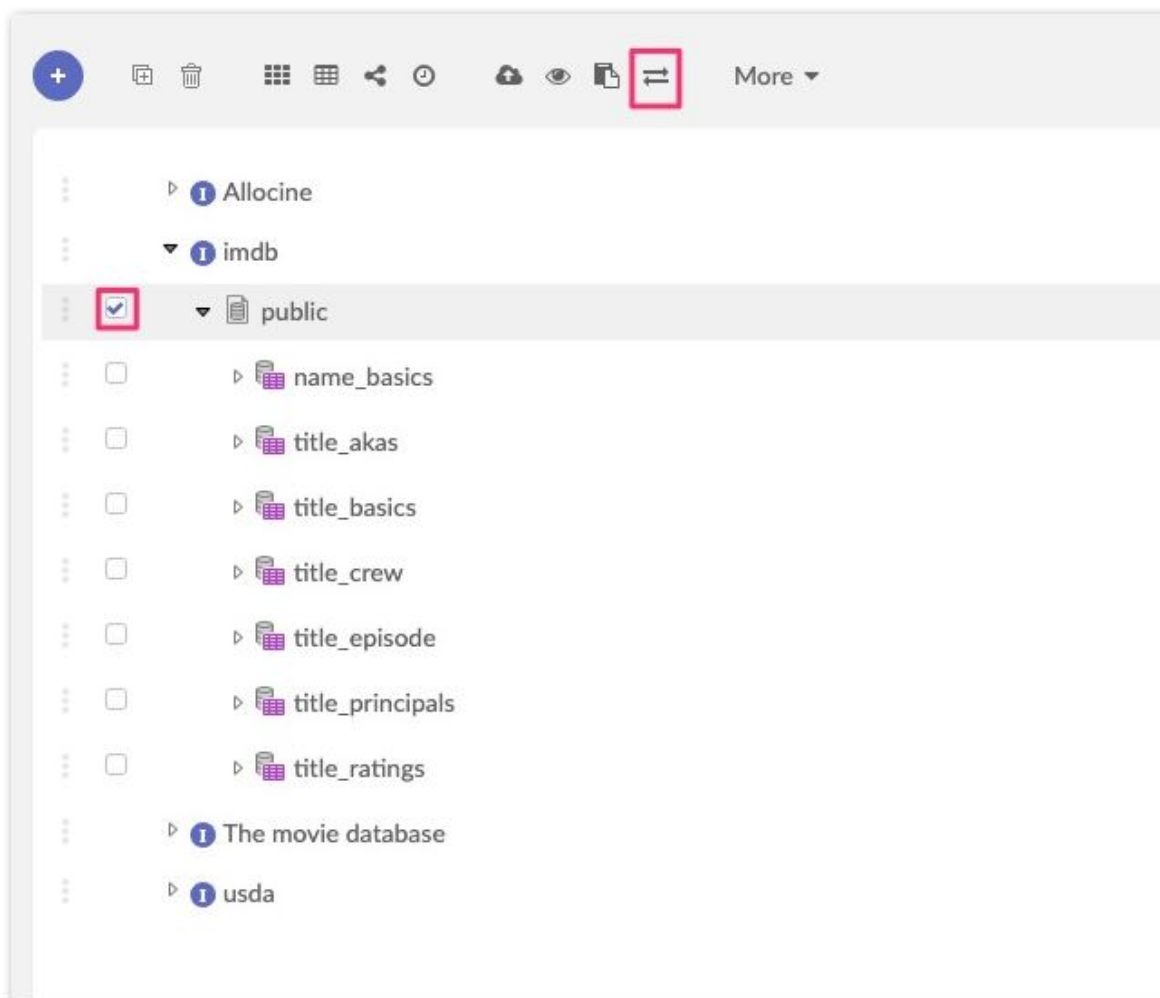 More
Allocine
imdb
public
name_basics
title_akas
title_basics
title_crew
title_episode
title_principals
title_ratings
The movie database
usda